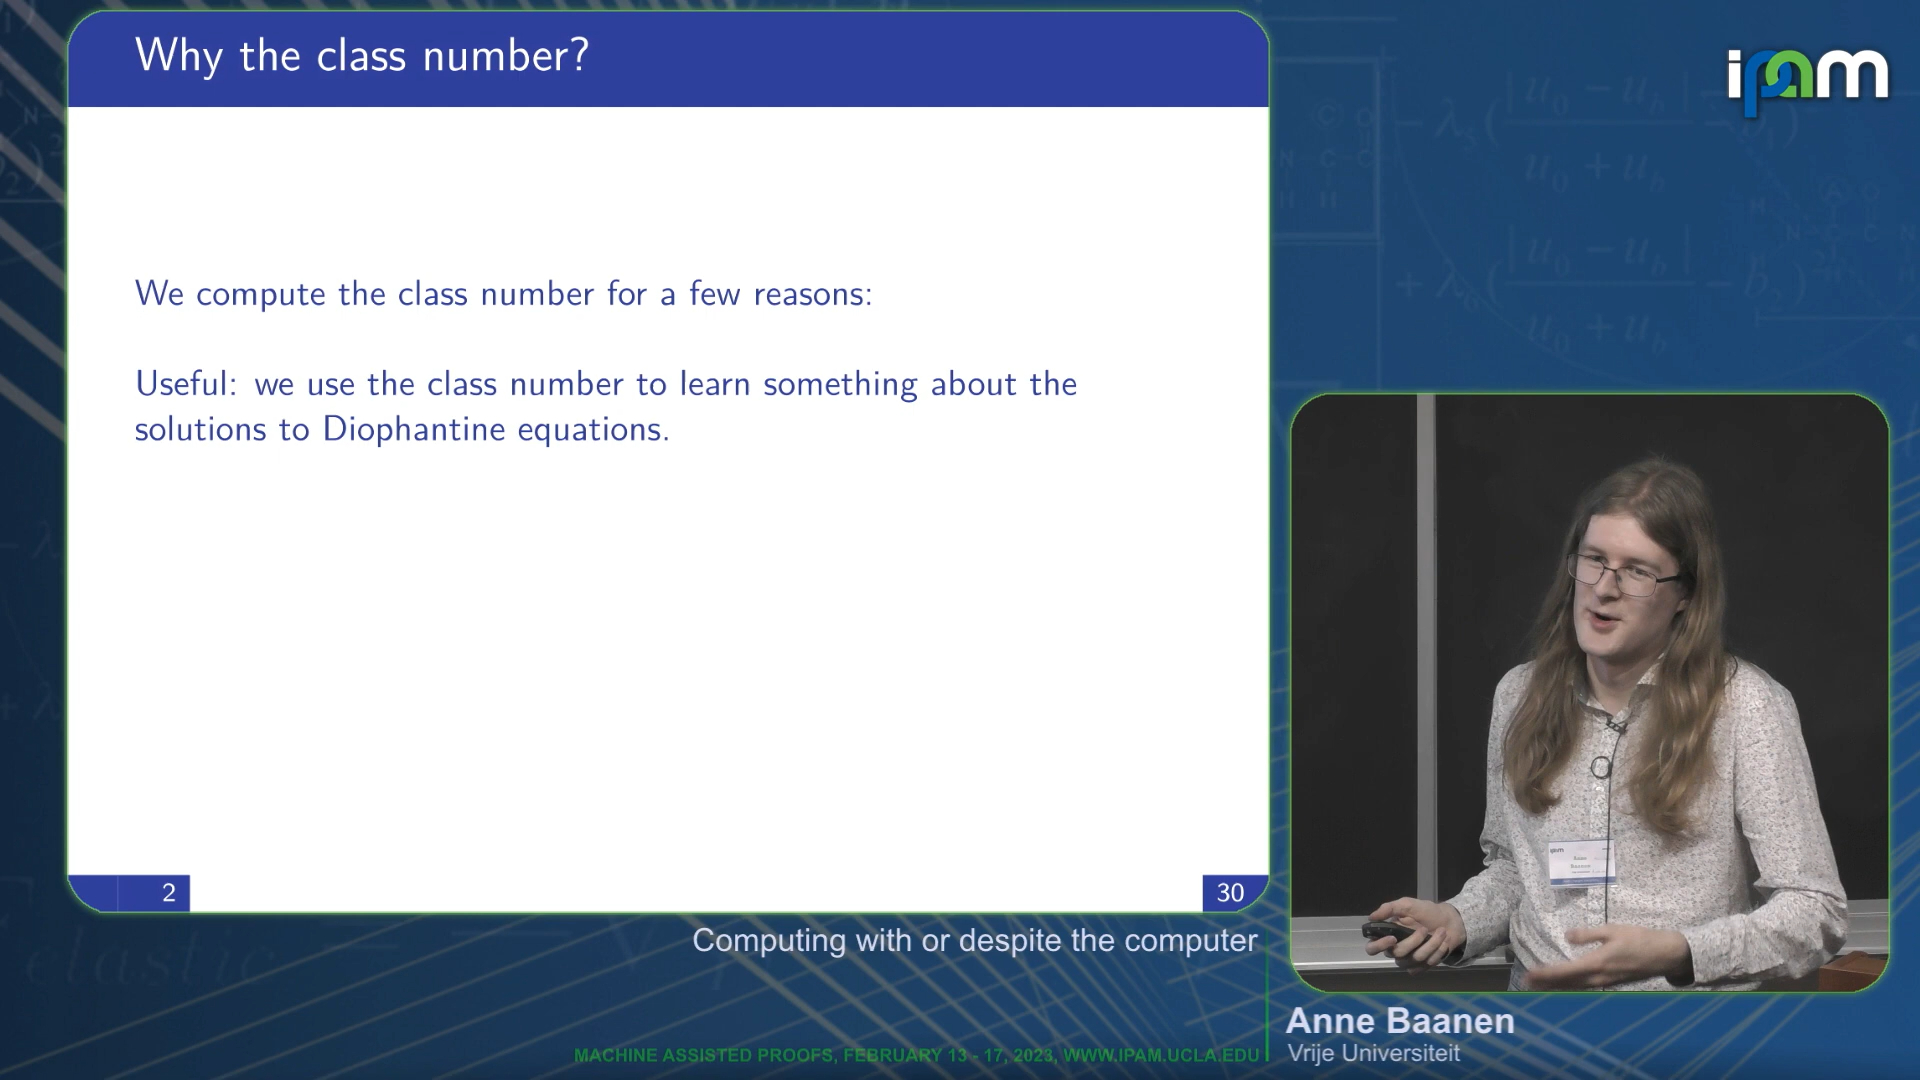 Why the class number?
ipam
We compute the class number for a few reasons:
Useful: we use the class number to learn something about the
solutions to Diophantine equations.
2
30
Computing with or despite the computer
Anne Baanen
Vrije Universiteit
MACHINE ASSISTED PROOFS, FEBRUARY 13 - 17, 2023, WWW.IPAM.UCLA.EDU